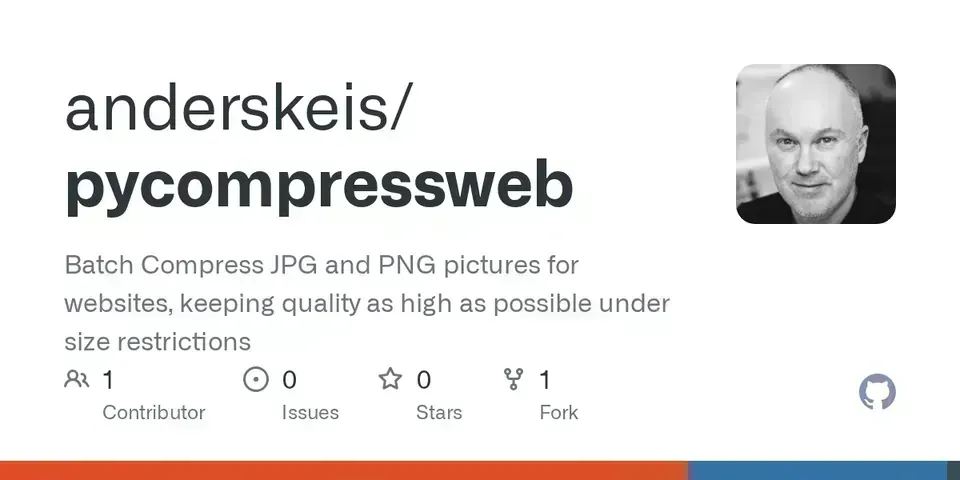 anderskeis/
pycompressweb
Batch Compress JPG and PNG pictures for
websites, keeping quality as high as possible under
size restrictions
1 0 0 1
Contributor Issues Stars Fork